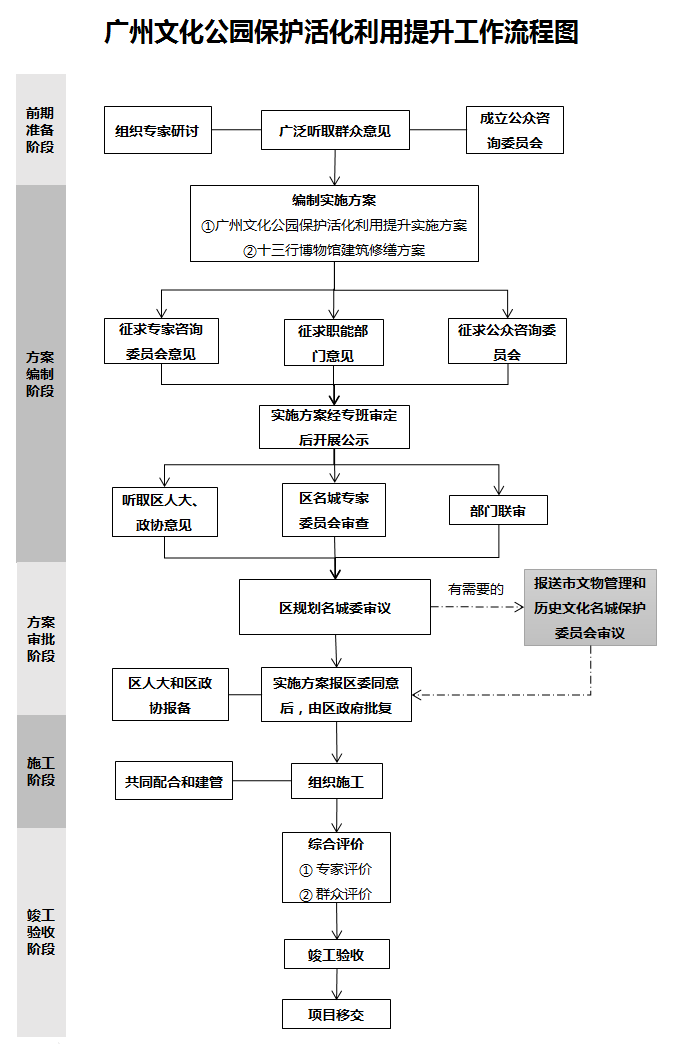 广州文化公园保护活化利用提升工作流程图
前期
准备
阶段
组织专家研讨
广泛听取群众意见
成立公众咨
询委员会
方案
编制
阶段
编制实施方案
①广州文化公园保护活化利用提升实施方案
②十三行博物馆建筑修缮方案
征求专家咨询
委员会意见
征求职能部
门意见
征求公众咨询委
员会
实施方案经专班审定
后开展公示
听取区人大、
政协意见
区名城专家
委员会审查
部门联审
方案
审批
阶段
区规划名城委审议
有需要的
报送市文物管理和
历史文化名城保护
委员会审议
区人大和区政
协报备
实施方案报区委同意
后，由区政府批复
施工
阶段
共同配合和建管
组织施工
竣工
验收
阶段
综合评价
① 专家评价
② 群众评价
竣工验收
项目移交